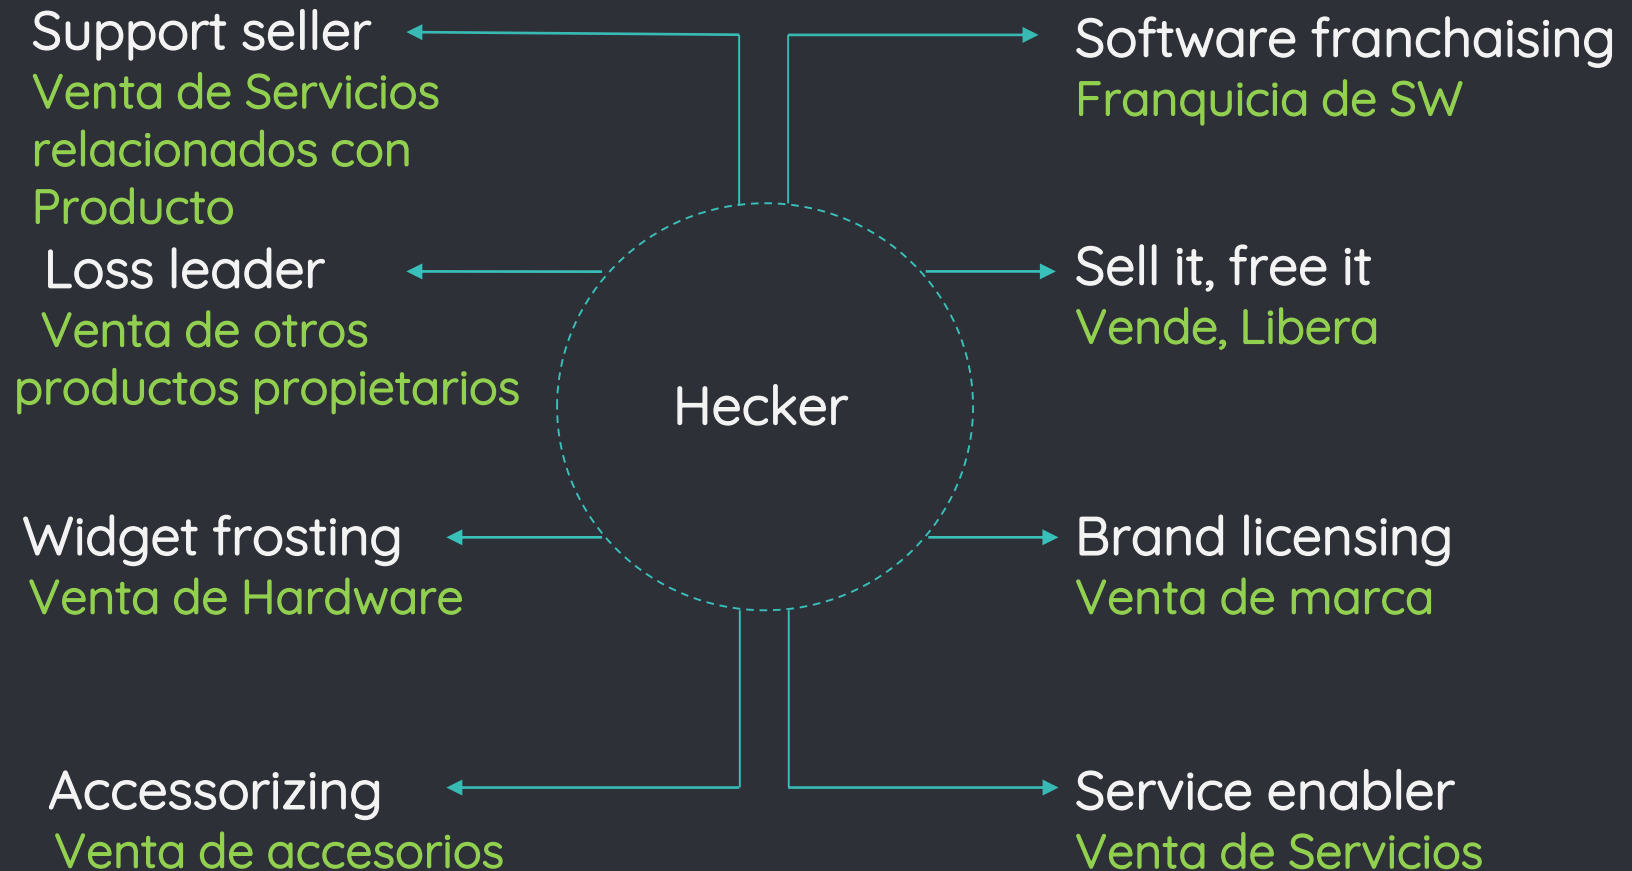 Support seller
Venta de Servicios
relacionados con
Producto
Loss leader
Venta de otros
productos propietarios
Widget frosting
Venta de Hardware
Accessorizing
Venta de accesorios
Hecker
Software franchaising
Franquicia de SW
Sell it, free it
Vende, Libera
Brand licensing
Venta de marca
Service enabler
Venta de Servicios